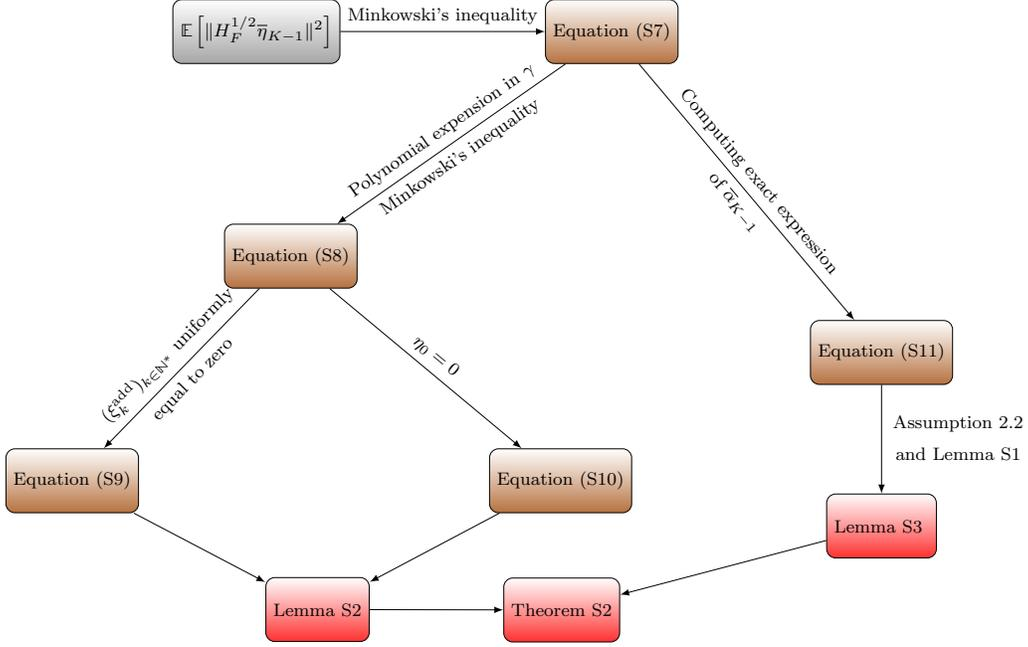 𝔼 [‖H_F^{1/2} η̅_{K−1}‖²]
Minkowski's inequality
Equation (S7)
Polynomial expension in γ
Minkowski's inequality
Computing exact expression
of α̅_{K−1}
Equation (S8)
(ξ_k^{add})_{k∈ℕ*} uniformly
equal to zero
η₀ = 0
Equation (S11)
Assumption 2.2
and Lemma S1
Equation (S9)
Equation (S10)
Lemma S3
Lemma S2
Theorem S2